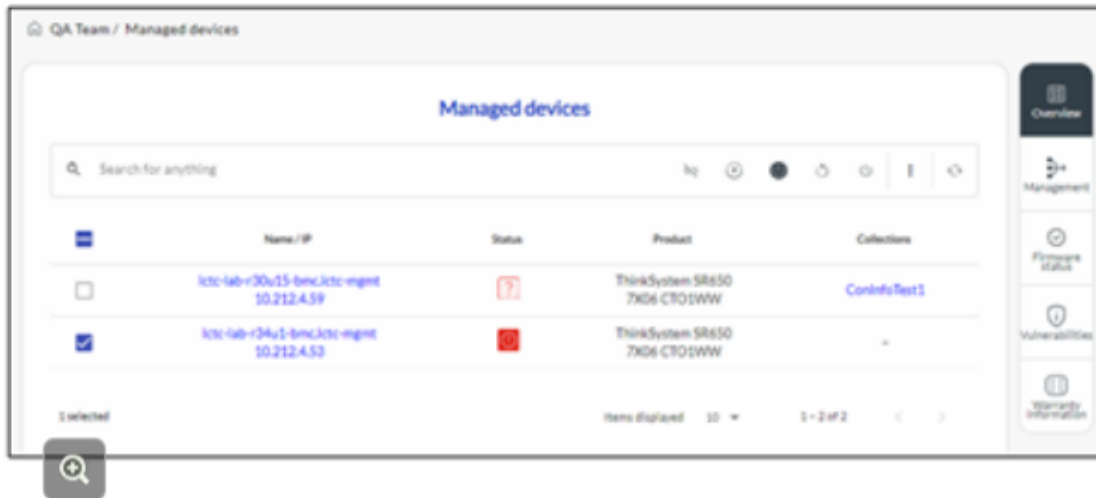 QA Team / Managed devices
Managed devices
Search for anything
Overview
Management
Firmware status
Vulnerabilities
Warranty Information
Name / IP
Status
Product
Collections
lctc-lab-r30u15-bmc.lctc-mgmt
10.212.4.59
?
ThinkSystem SR650
7X06 CTO1WW
ConInfoTest1
lctc-lab-r34u1-bmc.lctc-mgmt
10.212.4.53
ThinkSystem SR650
7X06 CTO1WW
-
1 selected
Items displayed
10
1 - 2 of 2